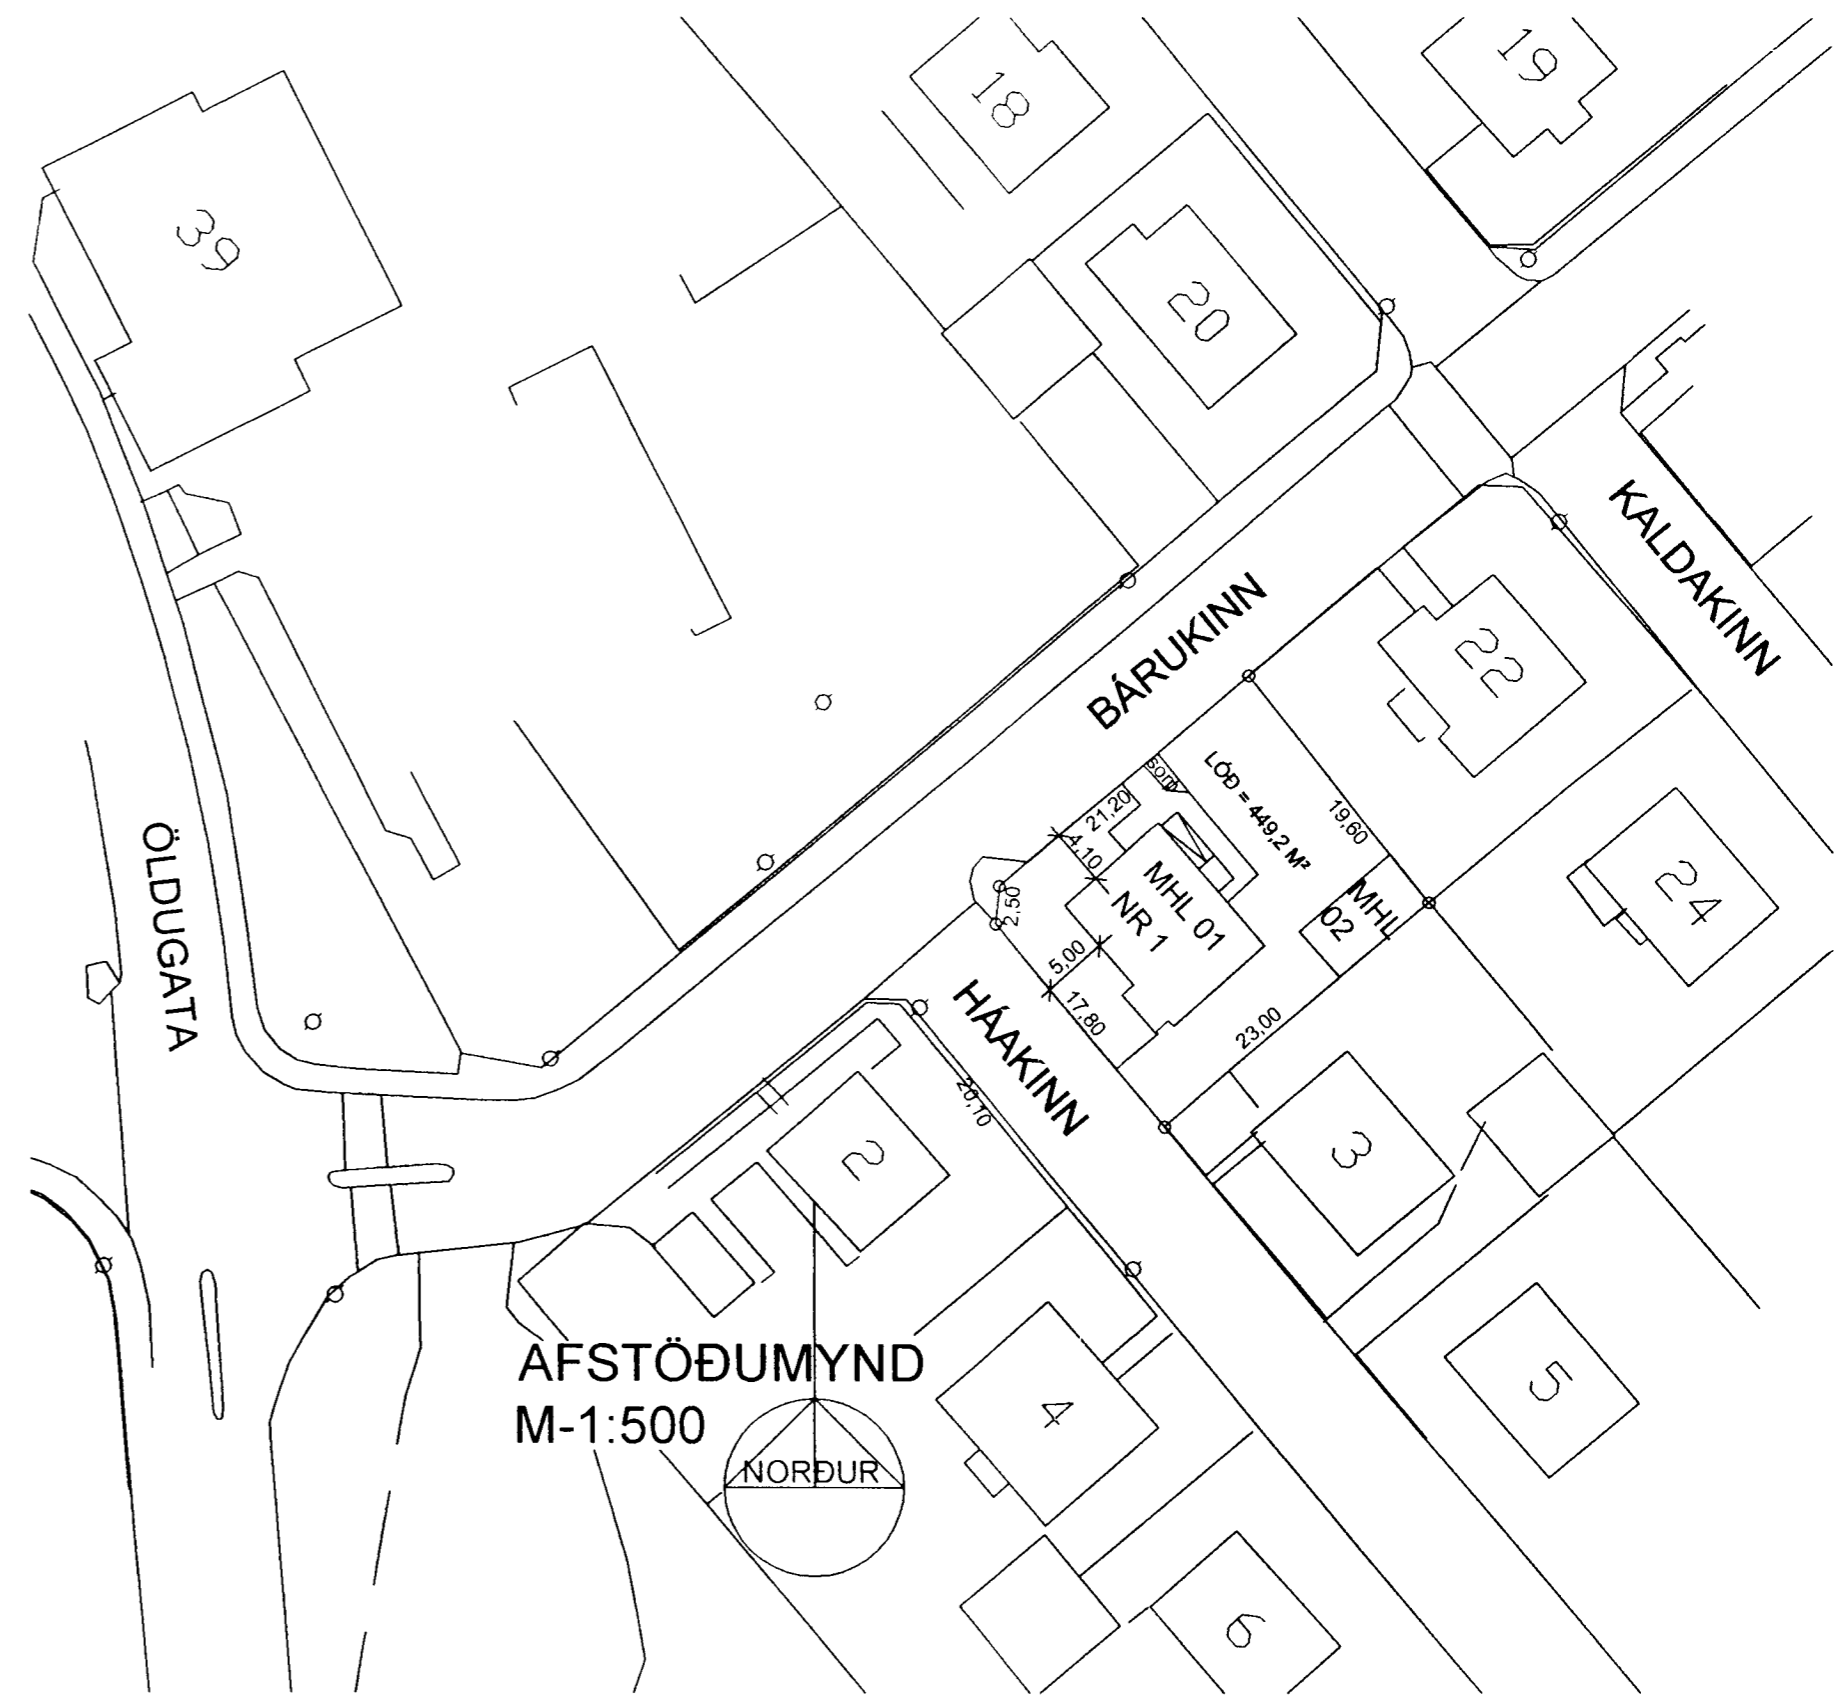 19
18
39
20
KALDAKINN
BÁRUKINN
22
sorp
LÓÐ = 449,2 M²
21,20
19,60
4,10
ÖLDUGATA
MHL 01
NR 1
MHL
02
24
2,50
5,00
17,80
HÁAKINN
23,00
20,10
2
3
AFSTÖÐUMYND
M-1:500
4
5
NORÐUR
6